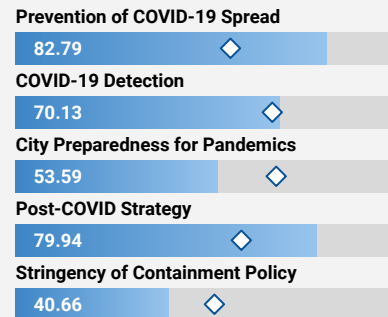 Prevention of COVID-19 Spread
82.79
COVID-19 Detection
70.13
City Preparedness for Pandemics
53.59
Post-COVID Strategy
79.94
Stringency of Containment Policy
40.66